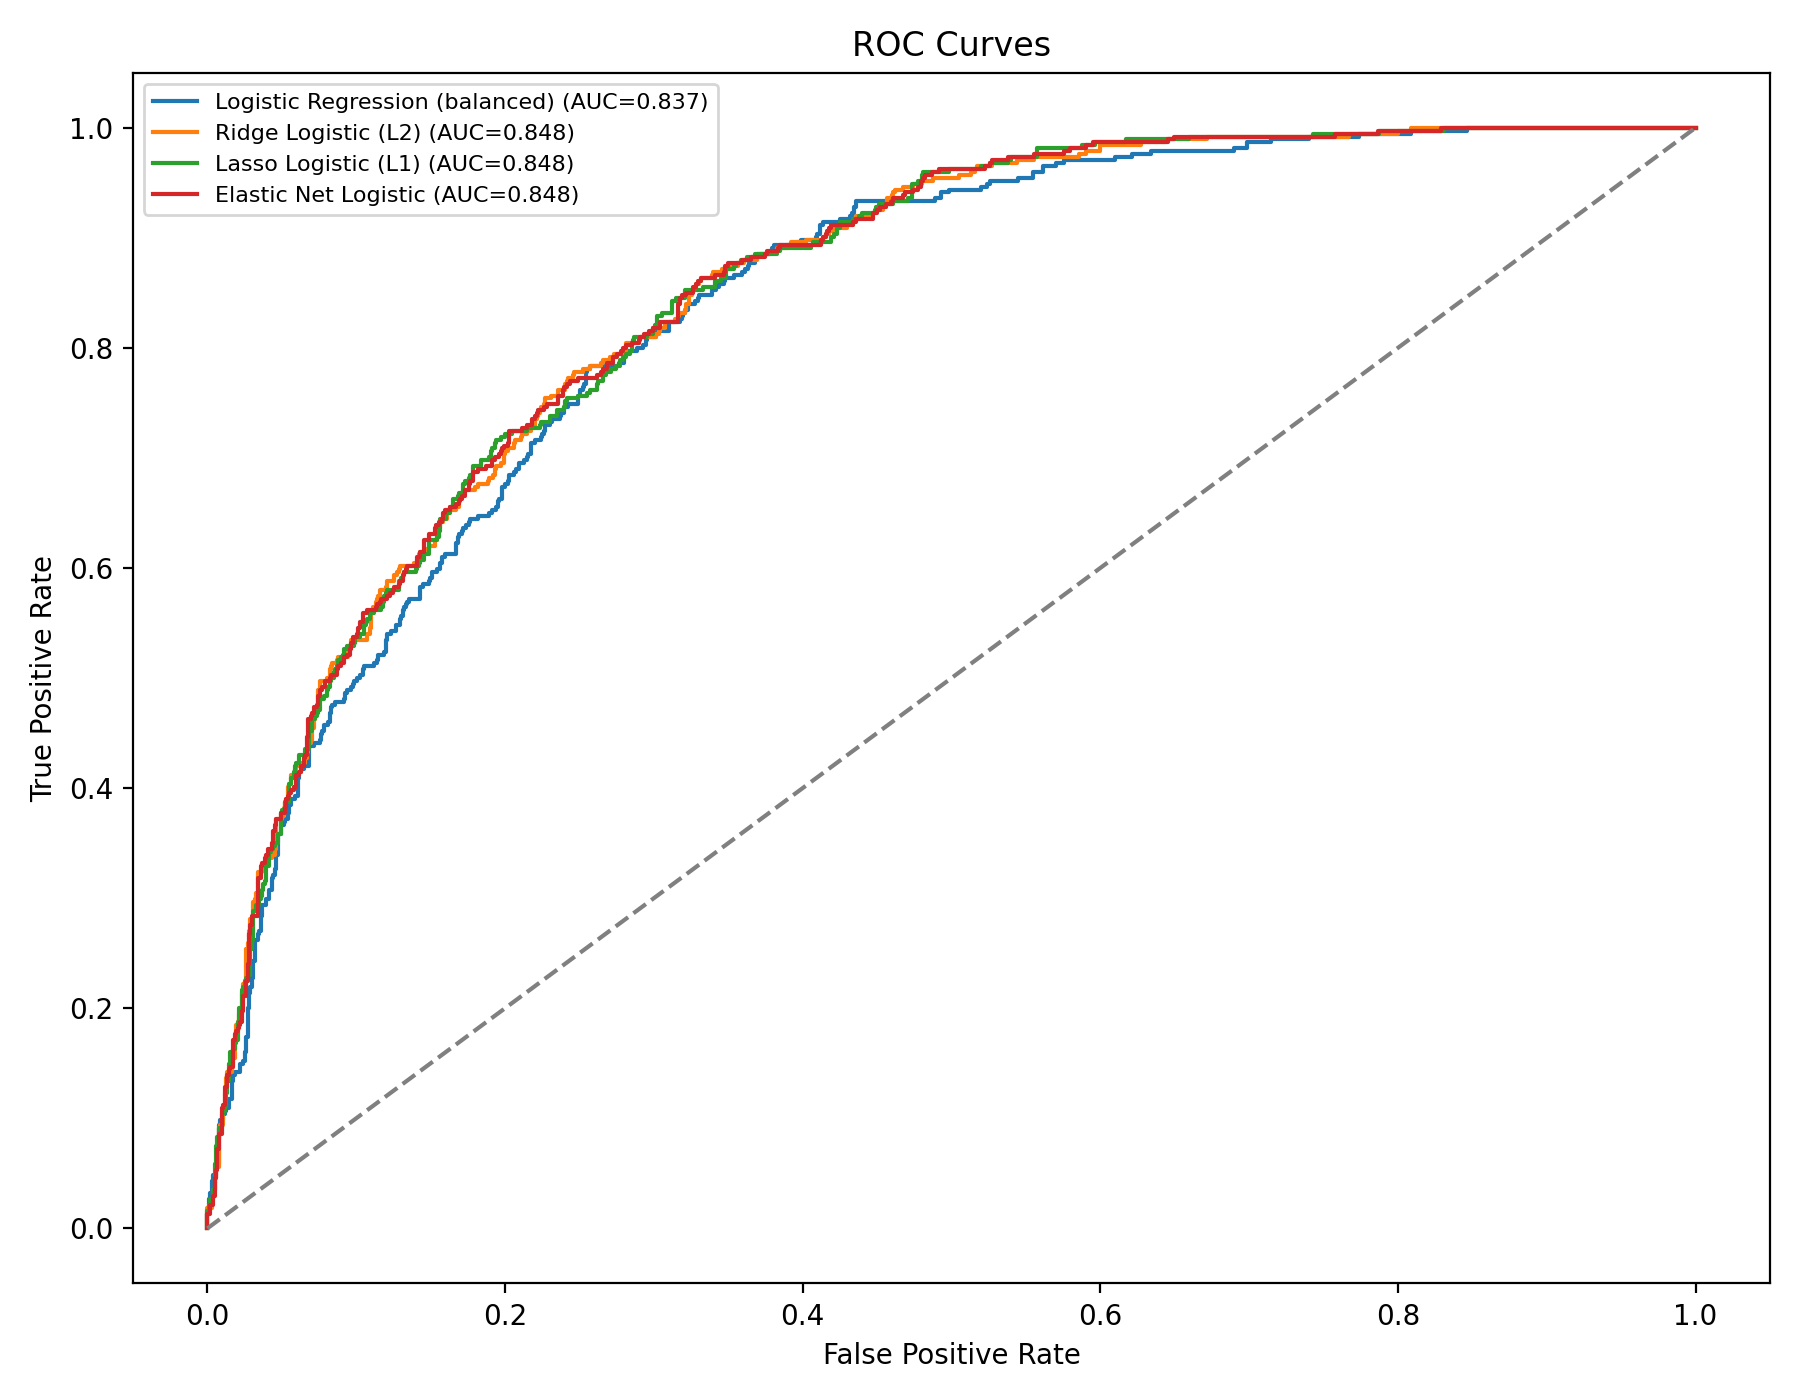 ROC Curves
Logistic Regression (balanced) (AUC=0.837)
Ridge Logistic (L2) (AUC=0.848)
Lasso Logistic (L1) (AUC=0.848)
Elastic Net Logistic (AUC=0.848)
1.0
0.8
0.6
0.4
0.2
0.0
True Positive Rate
0.0 0.2 0.4 0.6 0.8 1.0
False Positive Rate